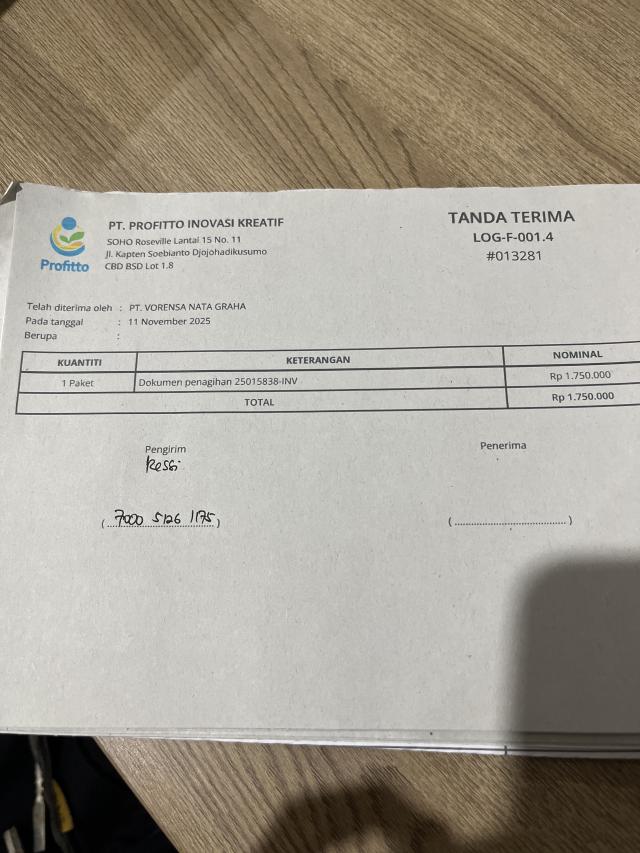 PT. PROFITTO INOVASI KREATIF
SOHO Roseville Lantai 15 No. 11
Jl. Kapten Soebianto Djojohadikusumo
CBD BSD Lot 1.8
Profitto
TANDA TERIMA
LOG-F-001.4
#013281
Telah diterima oleh : PT. VORENSA NATA GRAHA
Pada tanggal : 11 November 2025
Berupa :
KUANTITI KETERANGAN NOMINAL
1 Paket Dokumen penagihan 25015838-INV Rp 1.750.000
TOTAL Rp 1.750.000
Pengirim Penerima
Kessi
(7000 5126 1175) (........................)